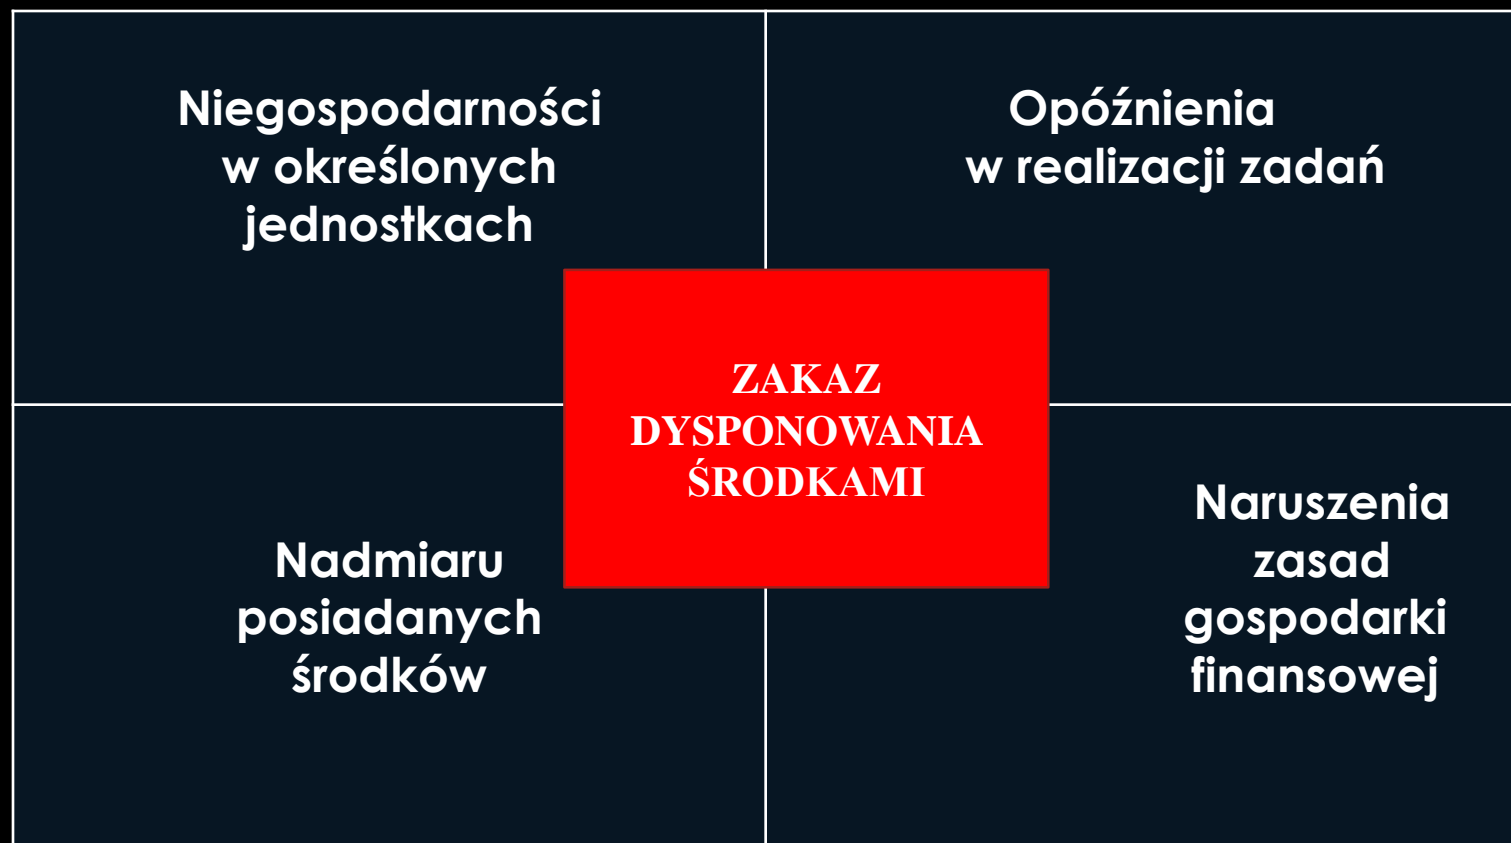 Niegospodarności
w określonych
jednostkach
Opóźnienia
w realizacji zadań
ZAKAZ
DYSPONOWANIA
ŚRODKAMI
Nadmiaru
posiadanych
środków
Naruszenia
zasad
gospodarki
finansowej